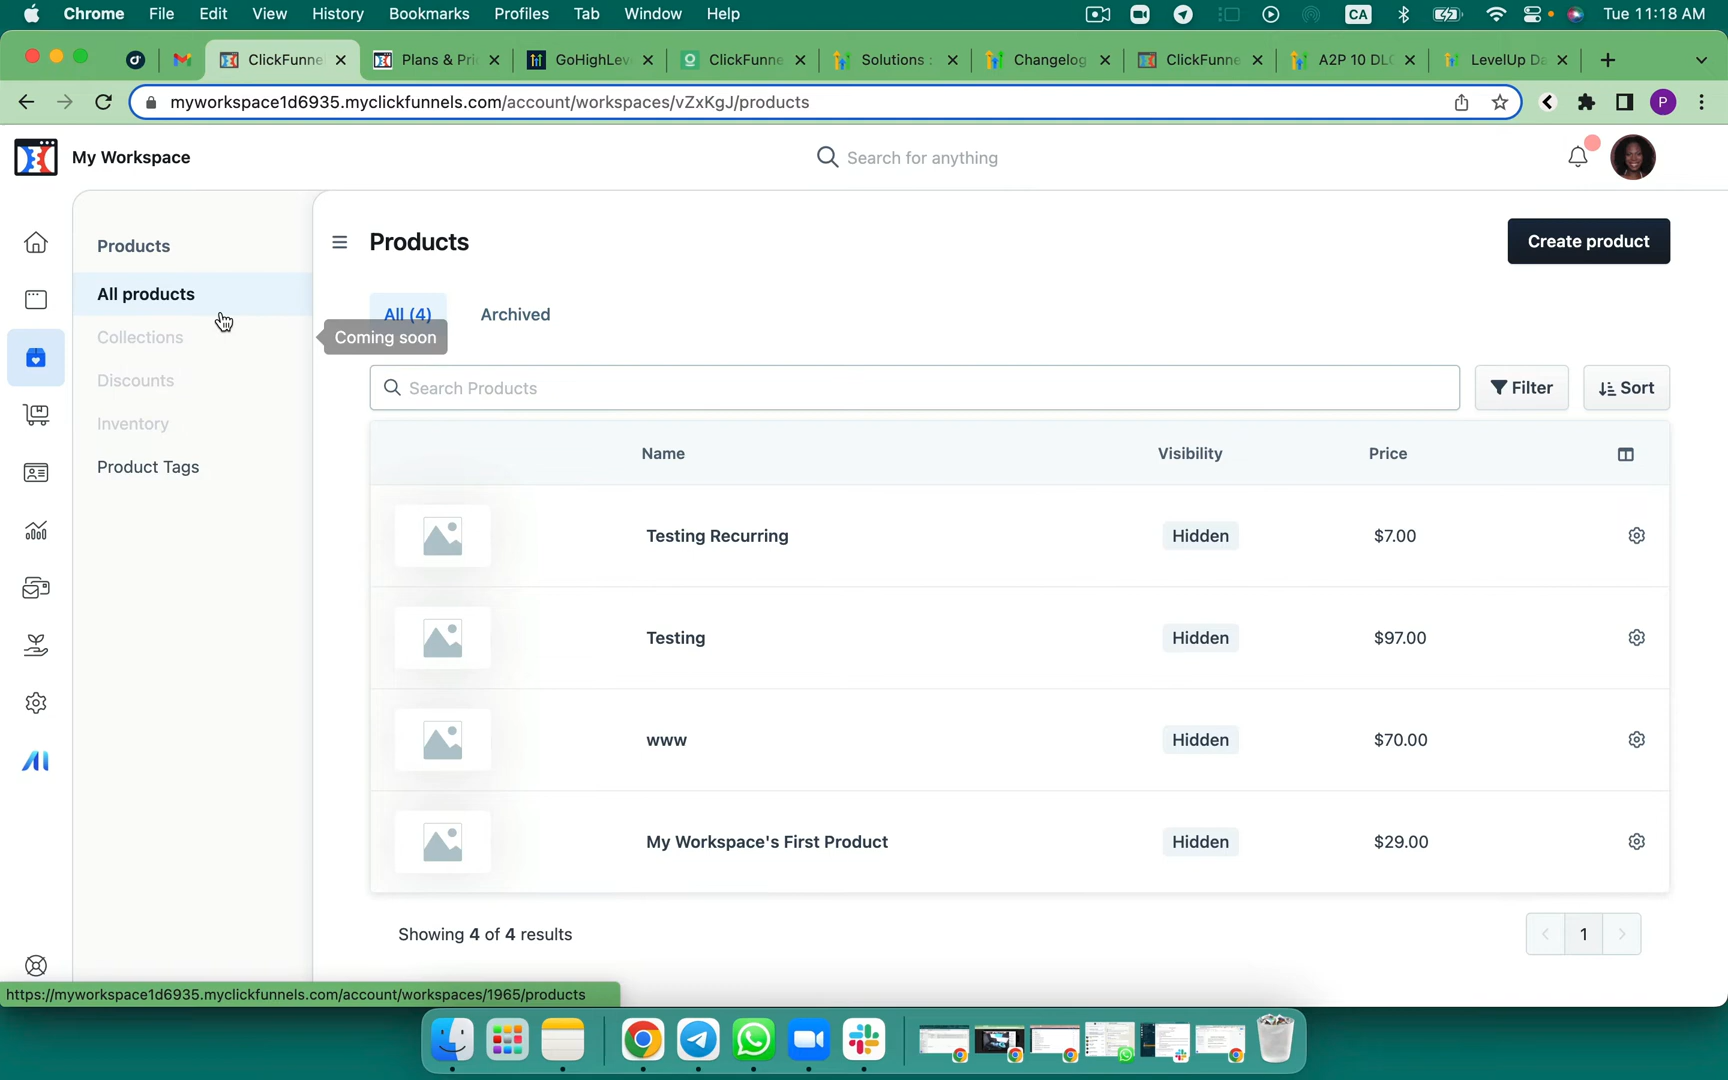 Chrome File Edit View History Bookmarks Profiles Tab Window Help CA Tue 11:18 AM
ClickFunne Plans & Pri GoHighLev ClickFunne Solutions : Changelog ClickFunne A2P 10 DLC LevelUp Da
myworkspace1d6935.myclickfunnels.com/account/workspaces/vZxKgJ/products P
My Workspace Search for anything
Products
All products
Collections
Discounts
Inventory
Product Tags
AI
Products Create product
All (4) Archived
Coming soon
Search Products Filter Sort
Name Visibility Price
Testing Recurring Hidden $7.00
Testing Hidden $97.00
www Hidden $70.00
My Workspace's First Product Hidden $29.00
Showing 4 of 4 results 1
https://myworkspace1d6935.myclickfunnels.com/account/workspaces/1965/products